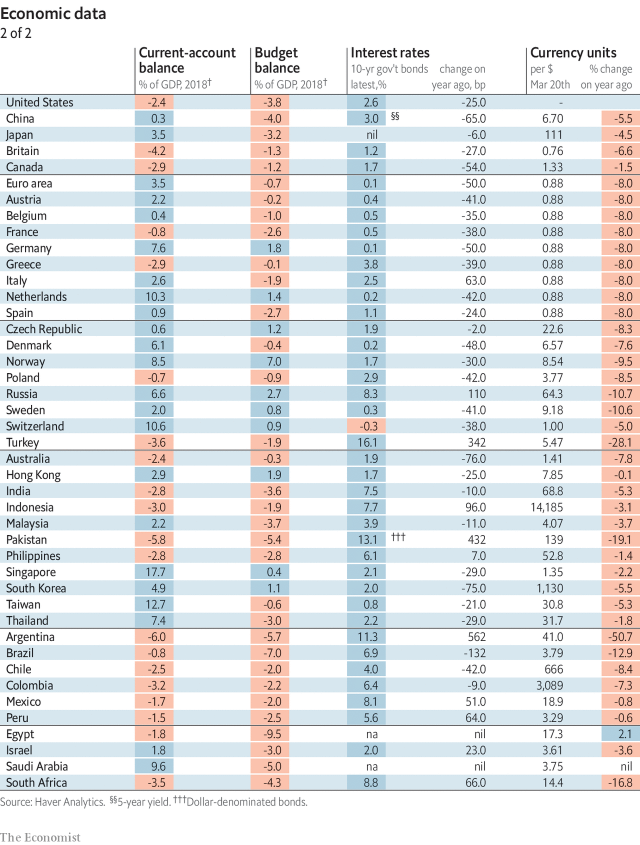 Economic data
2 of 2
Current-account Budget Interest rates Currency units
balance balance 10-yr gov't bonds change on per $ % change
% of GDP, 2018† % of GDP, 2018† latest,% year ago, bp Mar 20th on year ago
United States -2.4 -3.8 2.6 -25.0 -
China 0.3 -4.0 3.0 §§ -65.0 6.70 -5.5
Japan 3.5 -3.2 nil -6.0 111 -4.5
Britain -4.2 -1.3 1.2 -27.0 0.76 -6.6
Canada -2.9 -1.2 1.7 -54.0 1.33 -1.5
Euro area 3.5 -0.7 0.1 -50.0 0.88 -8.0
Austria 2.2 -0.2 0.4 -41.0 0.88 -8.0
Belgium 0.4 -1.0 0.5 -35.0 0.88 -8.0
France -0.8 -2.6 0.5 -38.0 0.88 -8.0
Germany 7.6 1.8 0.1 -50.0 0.88 -8.0
Greece -2.9 -0.1 3.8 -39.0 0.88 -8.0
Italy 2.6 -1.9 2.5 63.0 0.88 -8.0
Netherlands 10.3 1.4 0.2 -42.0 0.88 -8.0
Spain 0.9 -2.7 1.1 -24.0 0.88 -8.0
Czech Republic 0.6 1.2 1.9 -2.0 22.6 -8.3
Denmark 6.1 -0.4 0.2 -48.0 6.57 -7.6
Norway 8.5 7.0 1.7 -30.0 8.54 -9.5
Poland -0.7 -0.9 2.9 -42.0 3.77 -8.5
Russia 6.6 2.7 8.3 110 64.3 -10.7
Sweden 2.0 0.8 0.3 -41.0 9.18 -10.6
Switzerland 10.6 0.9 -0.3 -38.0 1.00 -5.0
Turkey -3.6 -1.9 16.1 342 5.47 -28.1
Australia -2.4 -0.3 1.9 -76.0 1.41 -7.8
Hong Kong 2.9 1.9 1.7 -25.0 7.85 -0.1
India -2.8 -3.6 7.5 -10.0 68.8 -5.3
Indonesia -3.0 -1.9 7.7 96.0 14,185 -3.1
Malaysia 2.2 -3.7 3.9 -11.0 4.07 -3.7
Pakistan -5.8 -5.4 13.1 ††† 432 139 -19.1
Philippines -2.8 -2.8 6.1 7.0 52.8 -1.4
Singapore 17.7 0.4 2.1 -29.0 1.35 -2.2
South Korea 4.9 1.1 2.0 -75.0 1,130 -5.5
Taiwan 12.7 -0.6 0.8 -21.0 30.8 -5.3
Thailand 7.4 -3.0 2.2 -29.0 31.7 -1.8
Argentina -6.0 -5.7 11.3 562 41.0 -50.7
Brazil -0.8 -7.0 6.9 -132 3.79 -12.9
Chile -2.5 -2.0 4.0 -42.0 666 -8.4
Colombia -3.2 -2.2 6.4 -9.0 3,089 -7.3
Mexico -1.7 -2.0 8.1 51.0 18.9 -0.8
Peru -1.5 -2.5 5.6 64.0 3.29 -0.6
Egypt -1.8 -9.5 na nil 17.3 2.1
Israel 1.8 -3.0 2.0 23.0 3.61 -3.6
Saudi Arabia 9.6 -5.0 na nil 3.75 nil
South Africa -3.5 -4.3 8.8 66.0 14.4 -16.8
Source: Haver Analytics. §§5-year yield. †††Dollar-denominated bonds.
The Economist